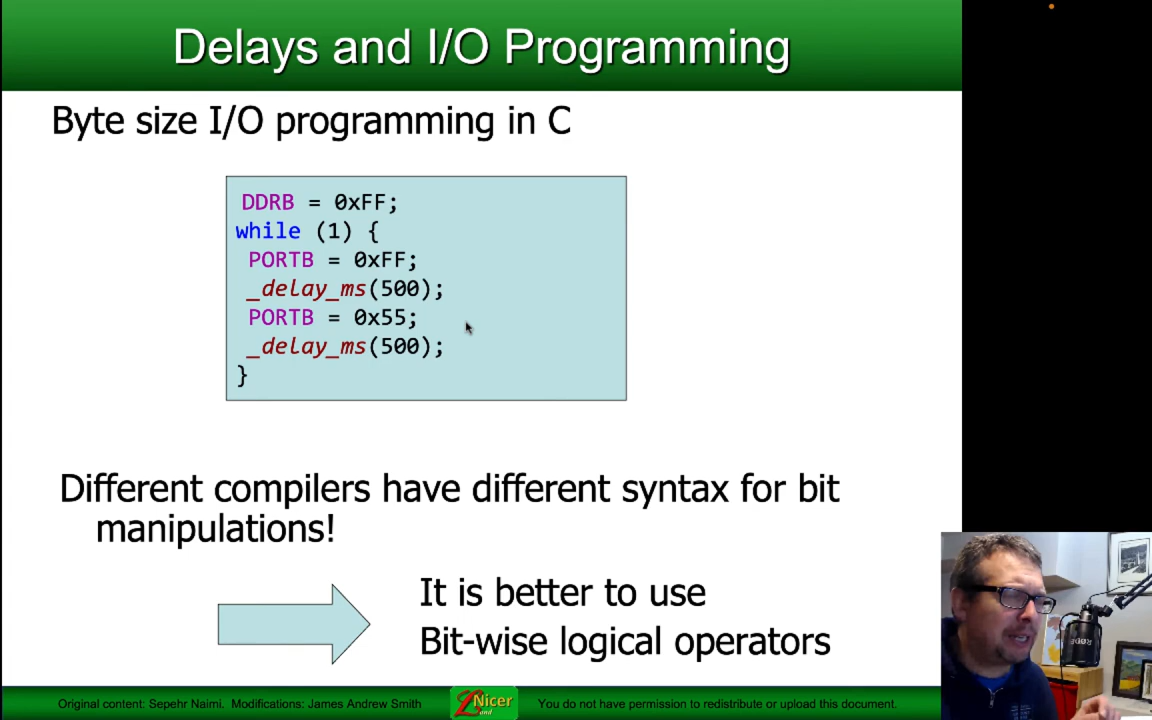 Delays and I/O Programming
Byte size I/O programming in C
DDRB = 0xFF;
while (1) {
PORTB = 0xFF;
_delay_ms(500);
PORTB = 0x55;
_delay_ms(500);
}
Different compilers have different syntax for bit
manipulations!
It is better to use
Bit-wise logical operators
RØDE
Original content: Sepehr Naimi. Modifications: James Andrew Smith
Nicer
Land
You do not have permission to redistribute or upload this document.